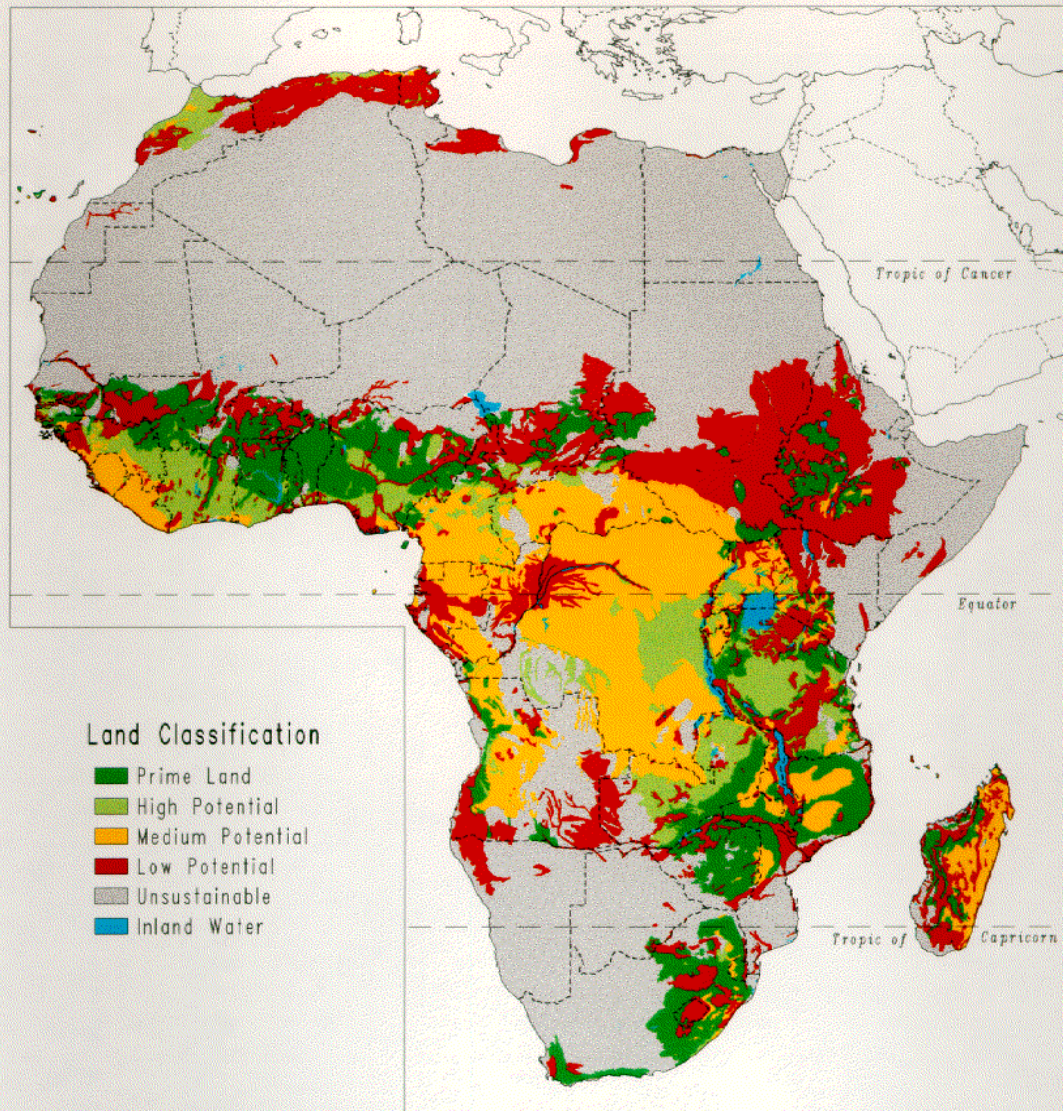 Tropic of Cancer
Equator
Land Classification
Prime Land
High Potential
Medium Potential
Low Potential
Unsustainable
Inland Water
Tropic of Capricorn